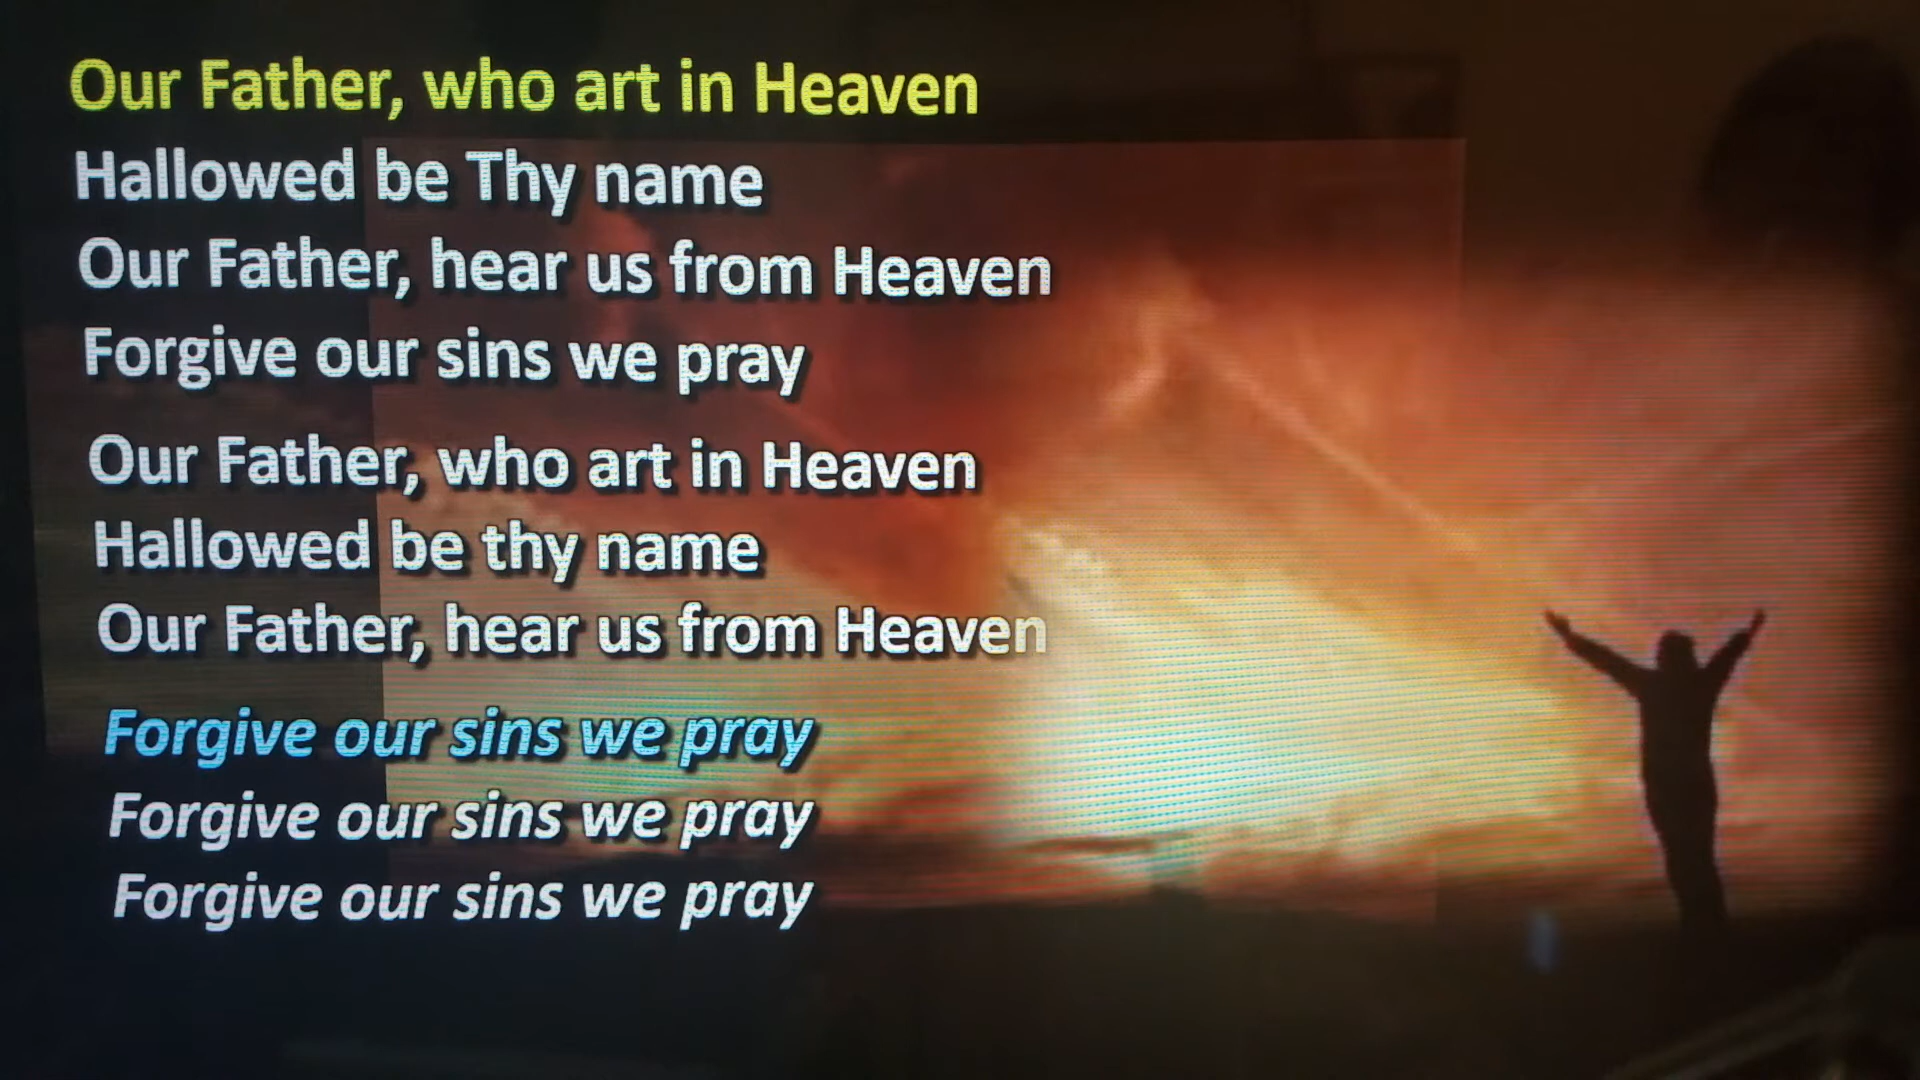 Our Father, who art in Heaven
Hallowed be Thy name
Our Father, hear us from Heaven
Forgive our sins we pray
Our Father, who art in Heaven
Hallowed be thy name
Our Father, hear us from Heaven
Forgive our sins we pray
Forgive our sins we pray
Forgive our sins we pray